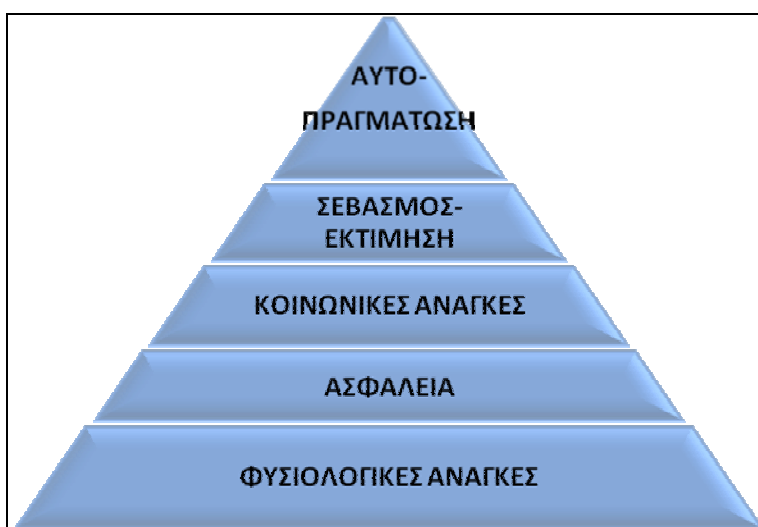 ΑΥΤΟ-
ΠΡΑΓΜΑΤΩΣΗ
ΣΕΒΑΣΜΟΣ-
ΕΚΤΙΜΗΣΗ
ΚΟΙΝΩΝΙΚΕΣ ΑΝΑΓΚΕΣ
ΑΣΦΑΛΕΙΑ
ΦΥΣΙΟΛΟΓΙΚΕΣ ΑΝΑΓΚΕΣ